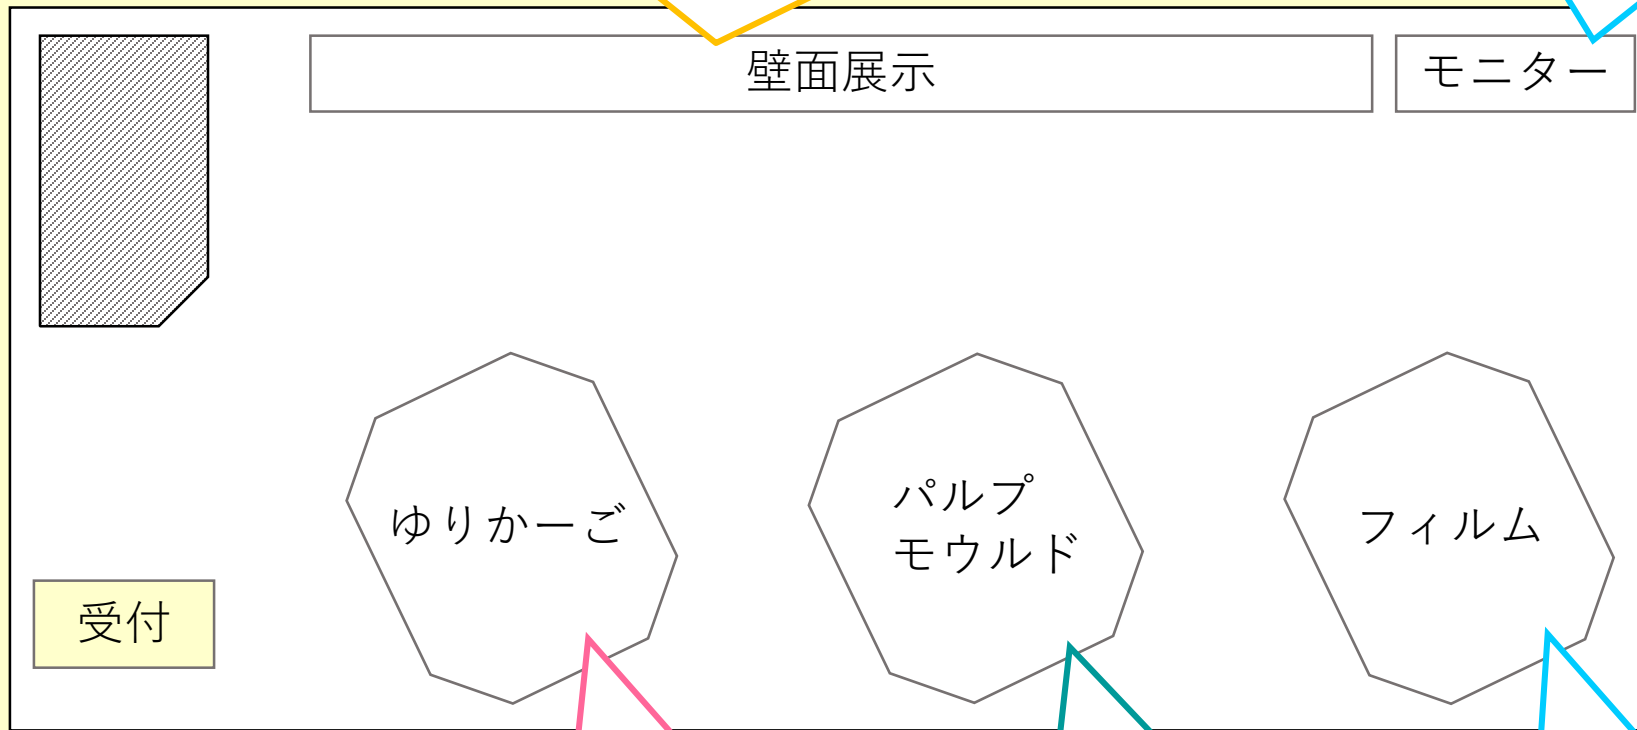 壁面展示
モニター
ゆりかーご
パルプ
モウルド
フィルム
受付